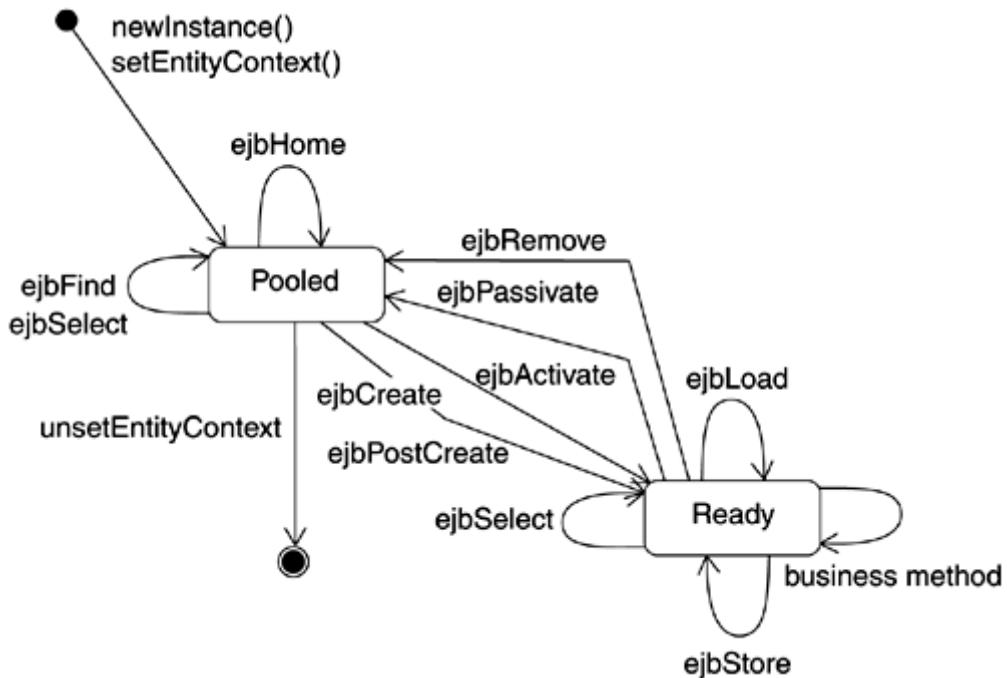 newInstance()
setEntityContext()
ejbHome
ejbRemove
Pooled
ejbFind
ejbSelect
ejbPassivate
ejbActivate
ejbCreate
ejbLoad
unsetEntityContext
ejbPostCreate
ejbSelect
Ready
business method
ejbStore